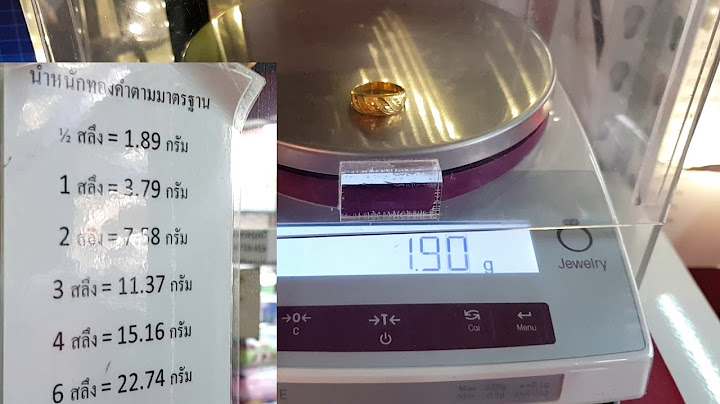 น้ำหนักทองคำตามมาตรฐาน
½ สลึง = 1.89 กรัม
1 สลึง = 3.79 กรัม
2 สลึง = 7.58 กรัม
3 สลึง = 11.37 กรัม
4 สลึง = 15.16 กรัม
6 สลึง = 22.74 กรัม
1.90 g
Jewelry
→0← →T← Cal Menu
C
E
Max 620g